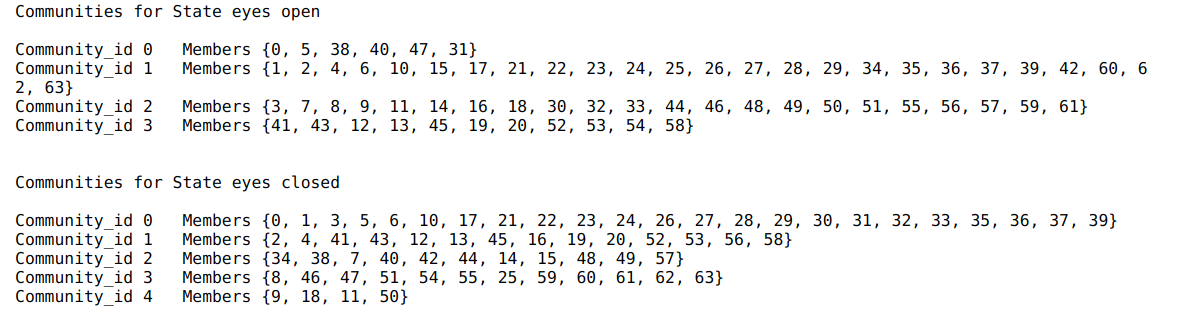 Communities for State eyes open
Community_id 0   Members {0, 5, 38, 40, 47, 31}
Community_id 1   Members {1, 2, 4, 6, 10, 15, 17, 21, 22, 23, 24, 25, 26, 27, 28, 29, 34, 35, 36, 37, 39, 42, 60, 6
2, 63}
Community_id 2   Members {3, 7, 8, 9, 11, 14, 16, 18, 30, 32, 33, 44, 46, 48, 49, 50, 51, 55, 56, 57, 59, 61}
Community_id 3   Members {41, 43, 12, 13, 45, 19, 20, 52, 53, 54, 58}
Communities for State eyes closed
Community_id 0   Members {0, 1, 3, 5, 6, 10, 17, 21, 22, 23, 24, 26, 27, 28, 29, 30, 31, 32, 33, 35, 36, 37, 39}
Community_id 1   Members {2, 4, 41, 43, 12, 13, 45, 16, 19, 20, 52, 53, 56, 58}
Community_id 2   Members {34, 38, 7, 40, 42, 44, 14, 15, 48, 49, 57}
Community_id 3   Members {8, 46, 47, 51, 54, 55, 25, 59, 60, 61, 62, 63}
Community_id 4   Members {9, 18, 11, 50}